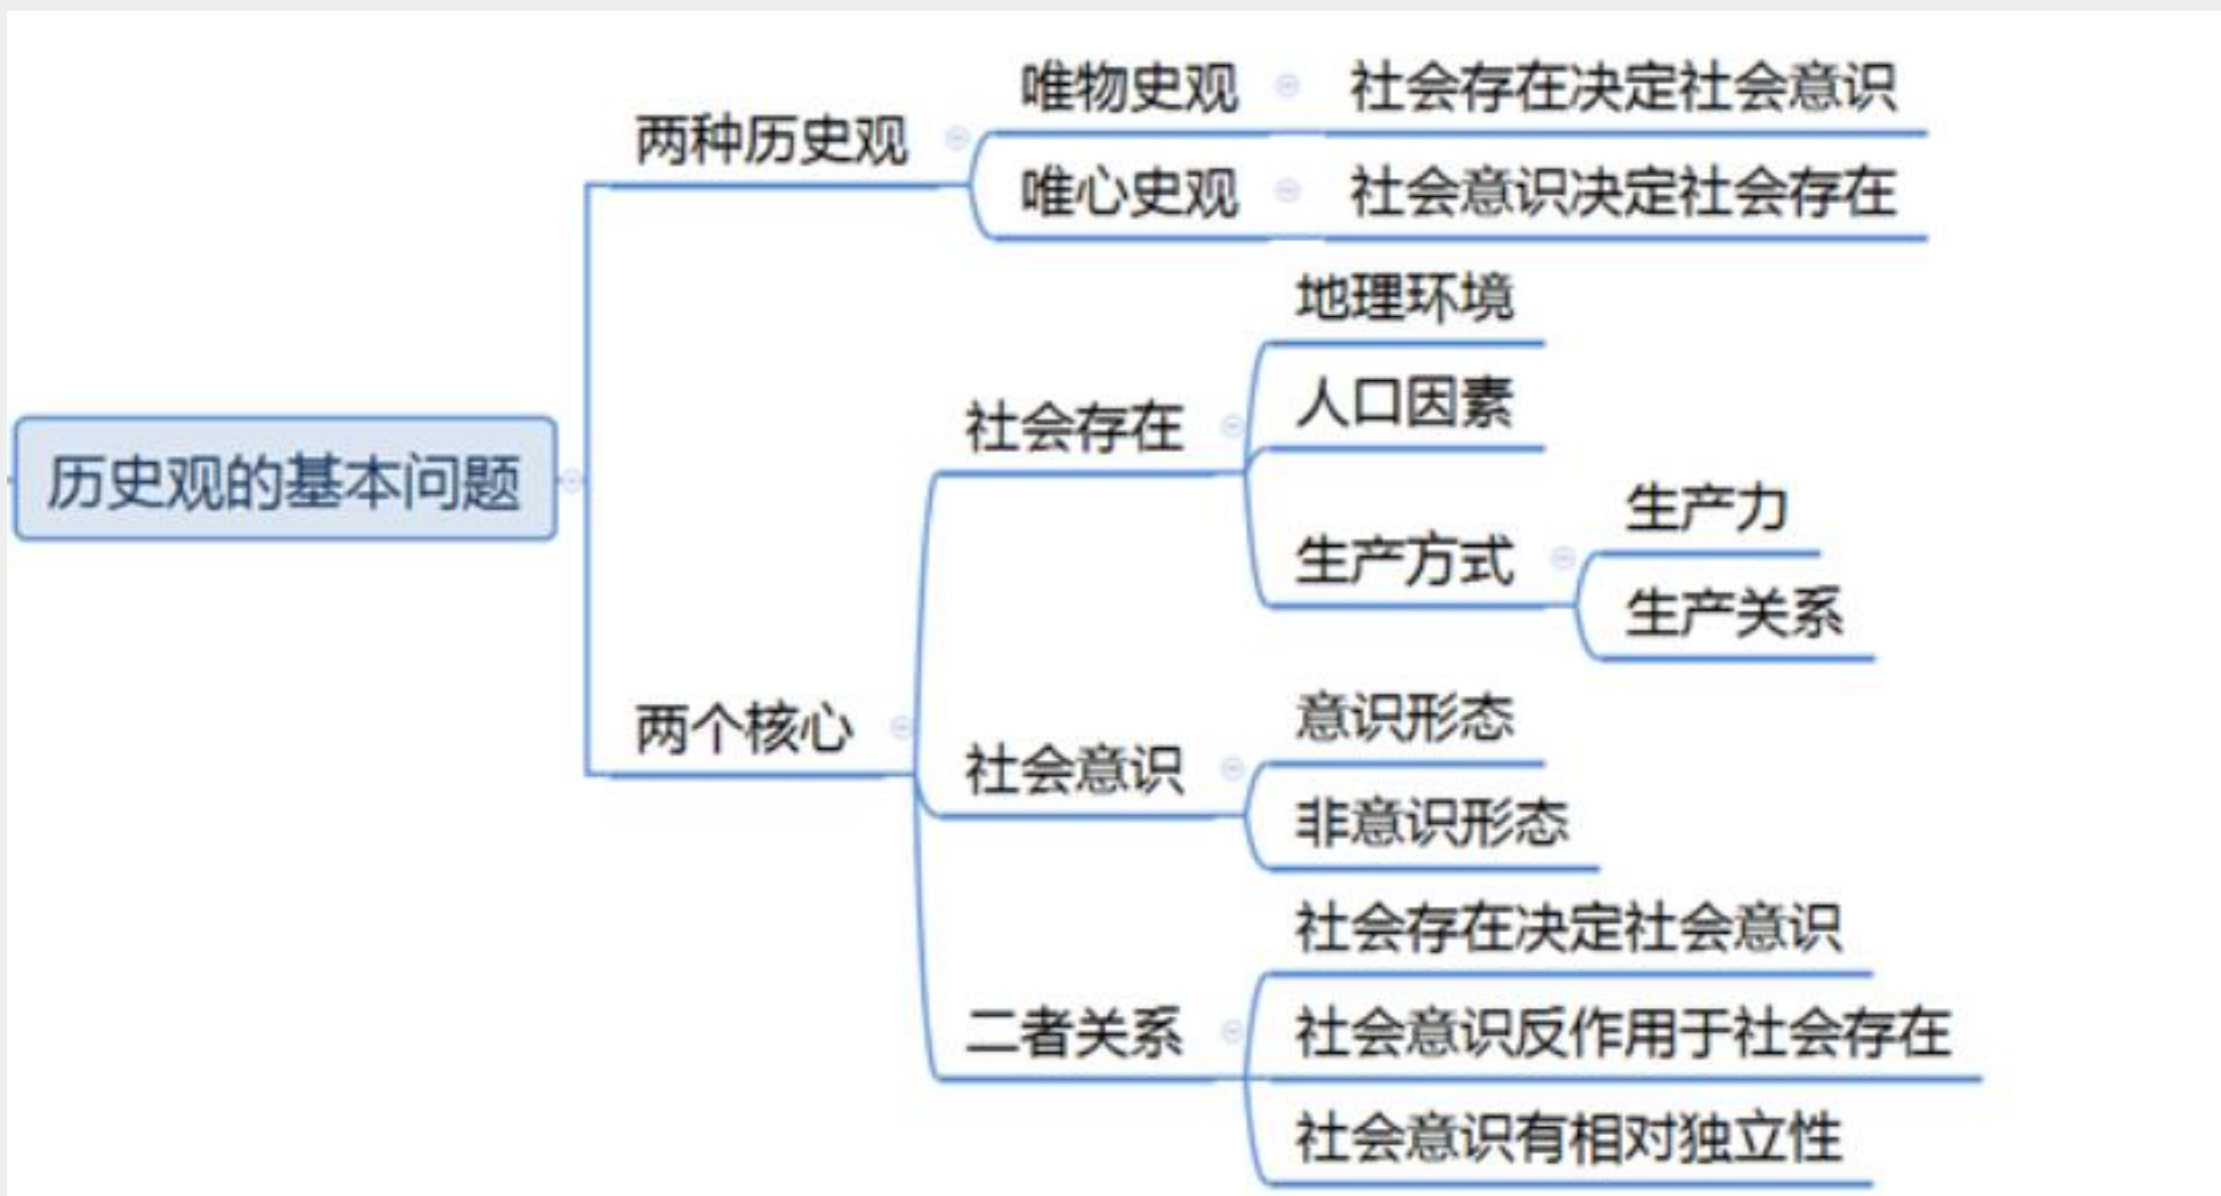 历史观的基本问题
两种历史观
唯物史观
社会存在决定社会意识
唯心史观
社会意识决定社会存在
两个核心
社会存在
地理环境
人口因素
生产方式
生产力
生产关系
社会意识
意识形态
非意识形态
二者关系
社会存在决定社会意识
社会意识反作用于社会存在
社会意识有相对独立性